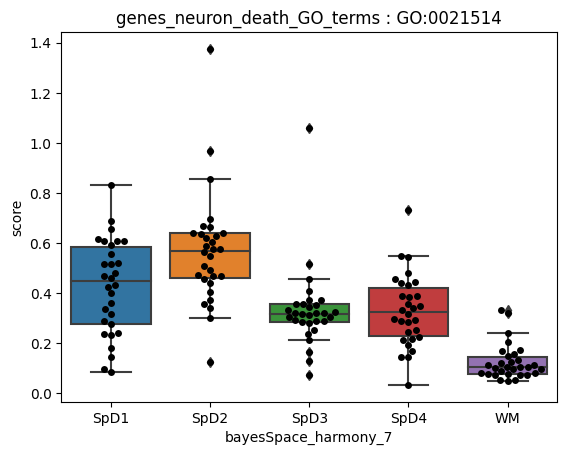 genes_neuron_death_GO_terms : GO:0021514
1.4
1.2
1.0
0.8
0.6
0.4
0.2
0.0
score
SpD1 SpD2 SpD3 SpD4 WM
bayesSpace_harmony_7